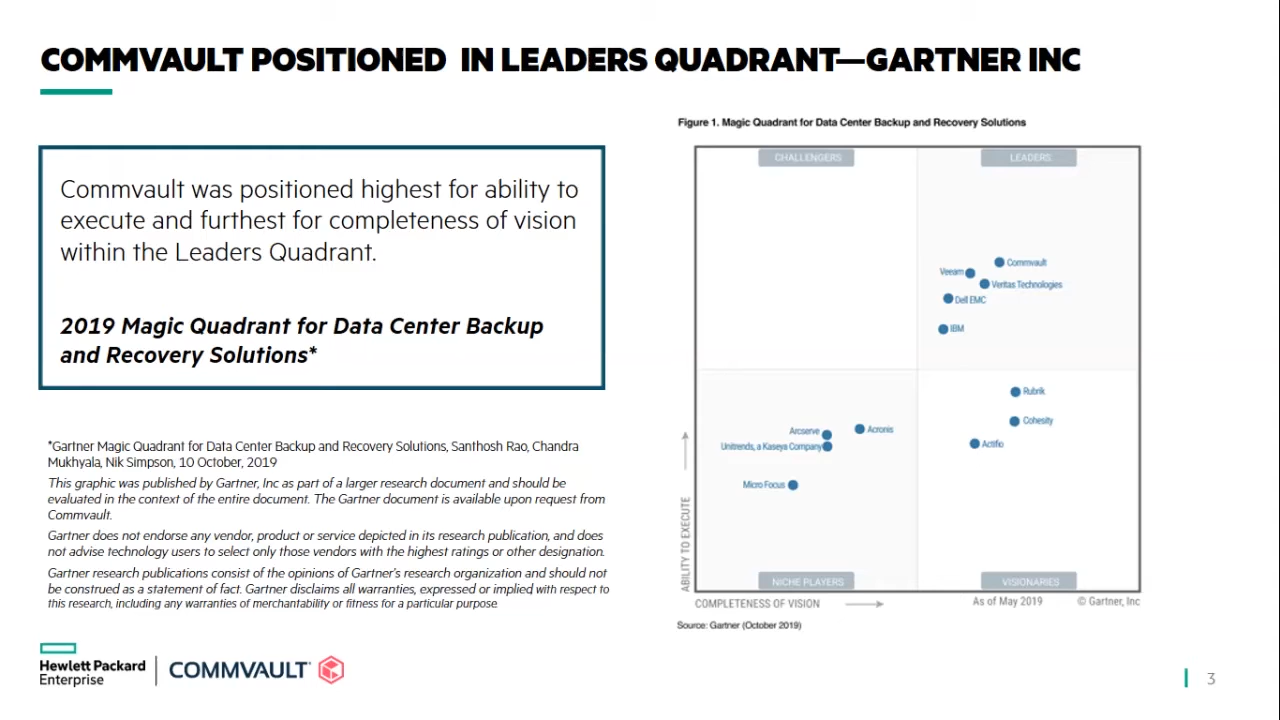 COMMVAULT POSITIONED IN LEADERS QUADRANT—GARTNER INC
Commvault was positioned highest for ability to
execute and furthest for completeness of vision
within the Leaders Quadrant.
2019 Magic Quadrant for Data Center Backup
and Recovery Solutions*
*Gartner Magic Quadrant for Data Center Backup and Recovery Solutions, Santhosh Rao, Chandra
Mukhyala, Nik Simpson, 10 October, 2019
This graphic was published by Gartner, Inc as part of a larger research document and should be
evaluated in the context of the entire document. The Gartner document is available upon request from
Commvault.
Gartner does not endorse any vendor, product or service depicted in its research publication, and does
not advise technology users to select only those vendors with the highest ratings or other designation.
Gartner research publications consist of the opinions of Gartner's research organization and should not
be construed as a statement of fact. Gartner disclaims all warranties, expressed or implied, with respect to
this research, including any warranties of merchantability or fitness for a particular purpose.
Figure 1. Magic Quadrant for Data Center Backup and Recovery Solutions
CHALLENGERS
LEADERS
Commvault
Veeam
Veritas Technologies
Dell EMC
IBM
Rubrik
Cohesity
Actifio
Arcserve
Acronis
Unitrends, a Kaseya Company
Micro Focus
ABILITY TO EXECUTE
NICHE PLAYERS
VISIONARIES
COMPLETENESS OF VISION
As of May 2019
© Gartner, Inc
Source: Gartner (October 2019)
Hewlett Packard
Enterprise
COMMVAULT
3